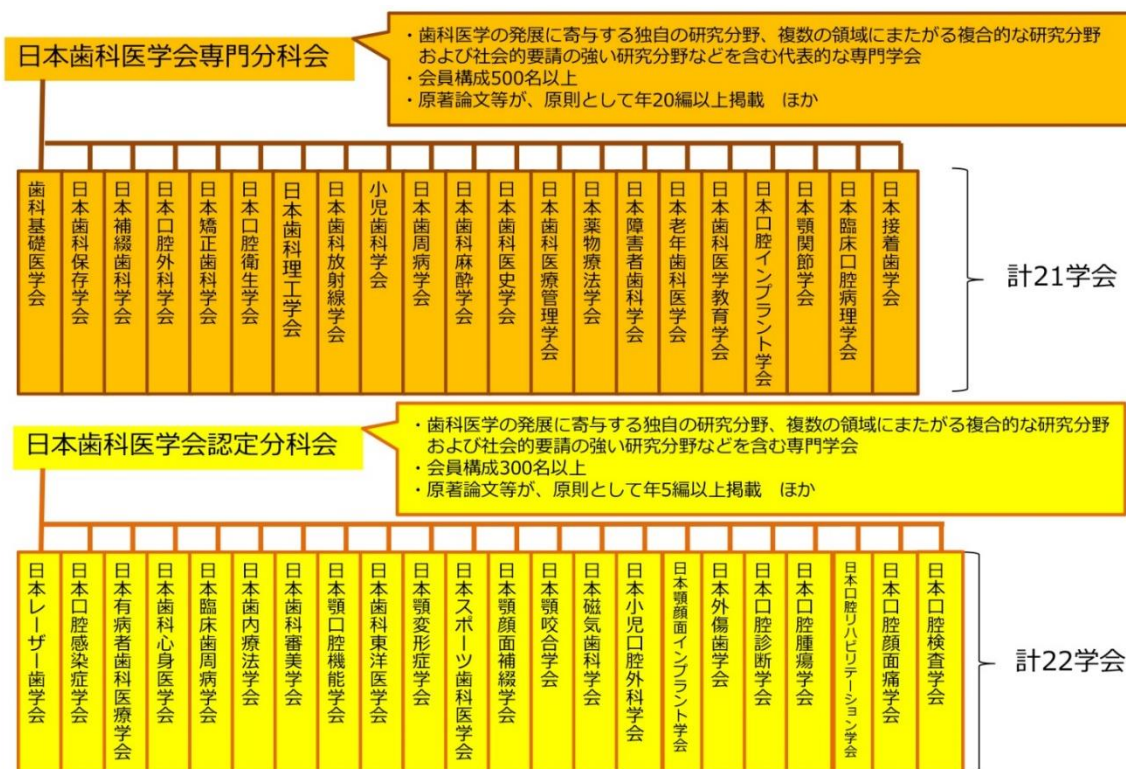 日本歯科医学会専門分科会
・歯科医学の発展に寄与する独自の研究分野、複数の領域にまたがる複合的な研究分野
および社会的要請の強い研究分野などを含む代表的な専門学会
・会員構成500名以上
・原著論文等が、原則として年20編以上掲載　ほか
歯科基礎医学会
日本歯科保存学会
日本補綴歯科学会
日本口腔外科学会
日本矯正歯科学会
日本口腔衛生学会
日本歯科理工学会
日本歯科放射線学会
小児歯科学会
日本歯周病学会
日本歯科麻酔学会
日本歯科医史学会
日本歯科医療管理学会
日本薬物療法学会
日本障害者歯科学会
日本老年歯科医学会
日本歯科医学教育学会
日本口腔インプラント学会
日本顎関節学会
日本臨床口腔病理学会
日本接着歯学会
計21学会
日本歯科医学会認定分科会
・歯科医学の発展に寄与する独自の研究分野、複数の領域にまたがる複合的な研究分野
および社会的要請の強い研究分野などを含む専門学会
・会員構成300名以上
・原著論文等が、原則として年5編以上掲載　ほか
日本レーザー歯学会
日本口腔感染症学会
日本有病者歯科医療学会
日本歯科心身医学会
日本臨床歯周病学会
日本歯内療法学会
日本歯科審美学会
日本顎口腔機能学会
日本歯科東洋医学会
日本顎変形症学会
日本スポーツ歯科医学会
日本顎顔面補綴学会
日本顎咬合学会
日本磁気歯科学会
日本小児口腔外科学会
日本顎顔面インプラント学会
日本外傷歯学会
日本口腔診断学会
日本口腔腫瘍学会
日本口腔リハビリテーション学会
日本口腔顔面痛学会
日本口腔検査学会
計22学会